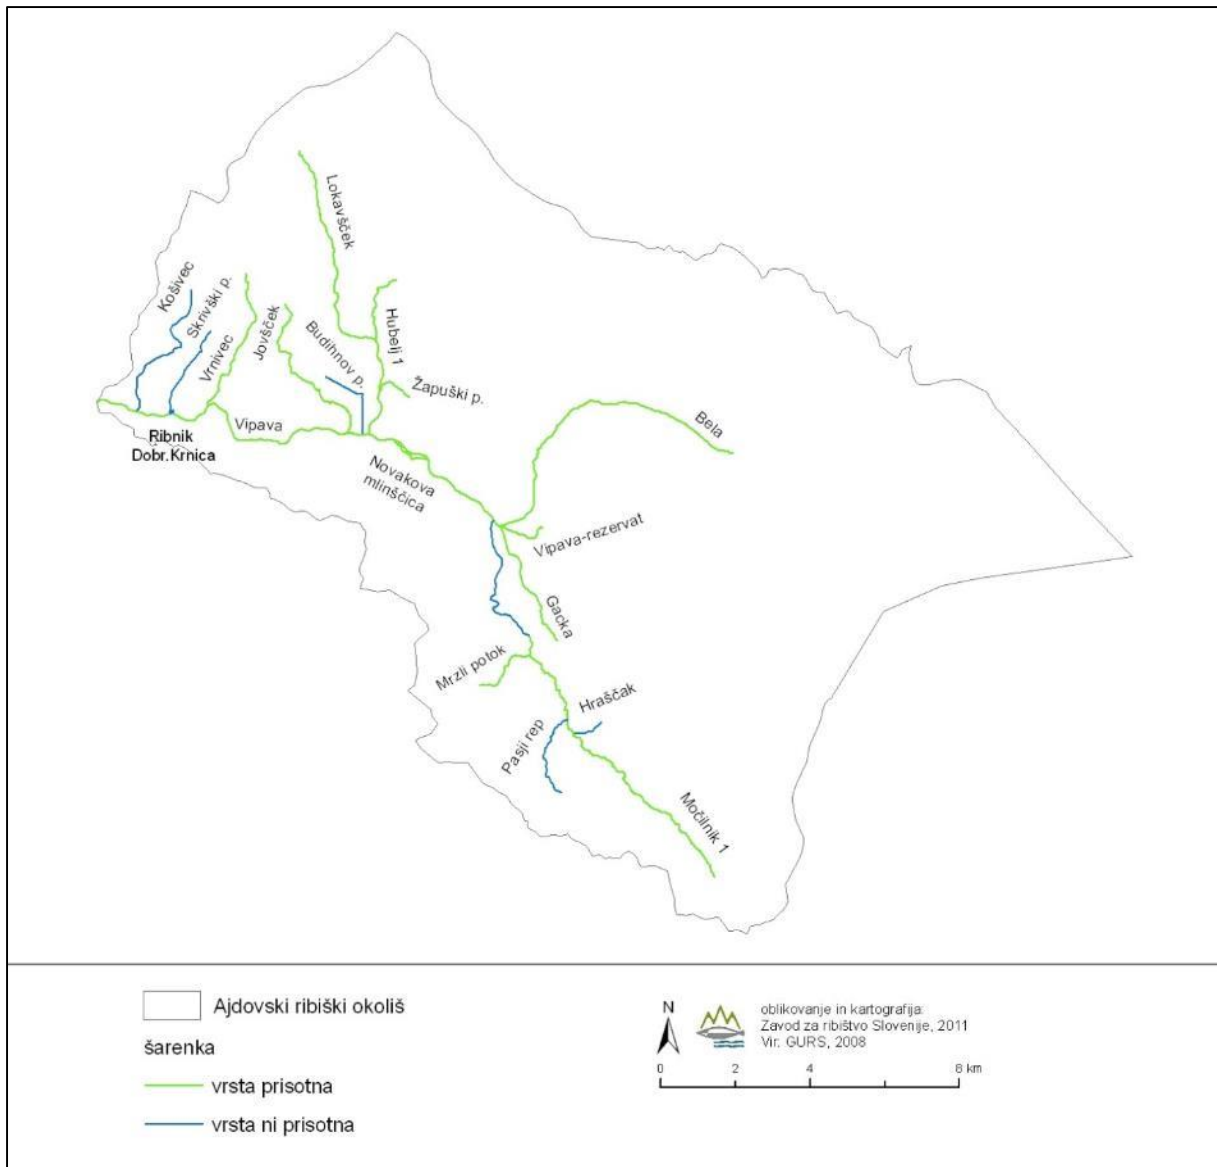 Lokavšček
Košivec
Skrivški p.
Vrnivec
Jovšček
Budihnov p.
Hubelj 1
Žapuški p.
Bela
Vipava
Ribnik
Dobr.Krnica
Novakova
mlinščica
Vipava-rezervat
Gacka
Mrzli potok
Hraščak
Pasji rep
Močilnik 1
Ajdovski ribiški okoliš
šarenka
vrsta prisotna
vrsta ni prisotna
N
oblikovanje in kartografija:
Zavod za ribištvo Slovenije, 2011
Vir: GURS, 2008
0 2 4 8 km